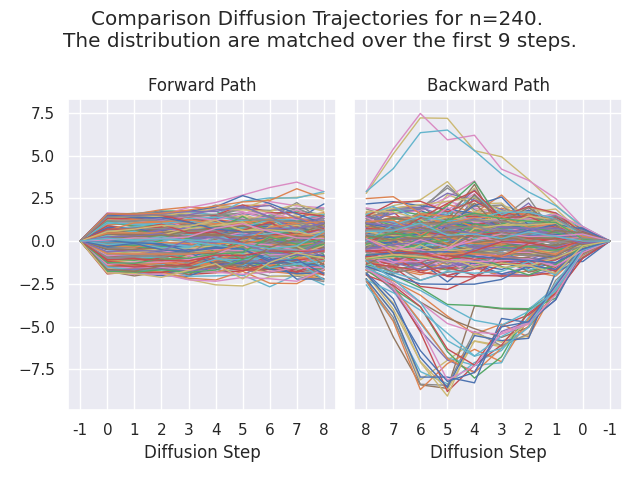 Comparison Diffusion Trajectories for n=240.
The distribution are matched over the first 9 steps.
Forward Path
Backward Path
7.5
5.0
2.5
0.0
−2.5
−5.0
−7.5
-1 0 1 2 3 4 5 6 7 8
8 7 6 5 4 3 2 1 0 -1
Diffusion Step
Diffusion Step